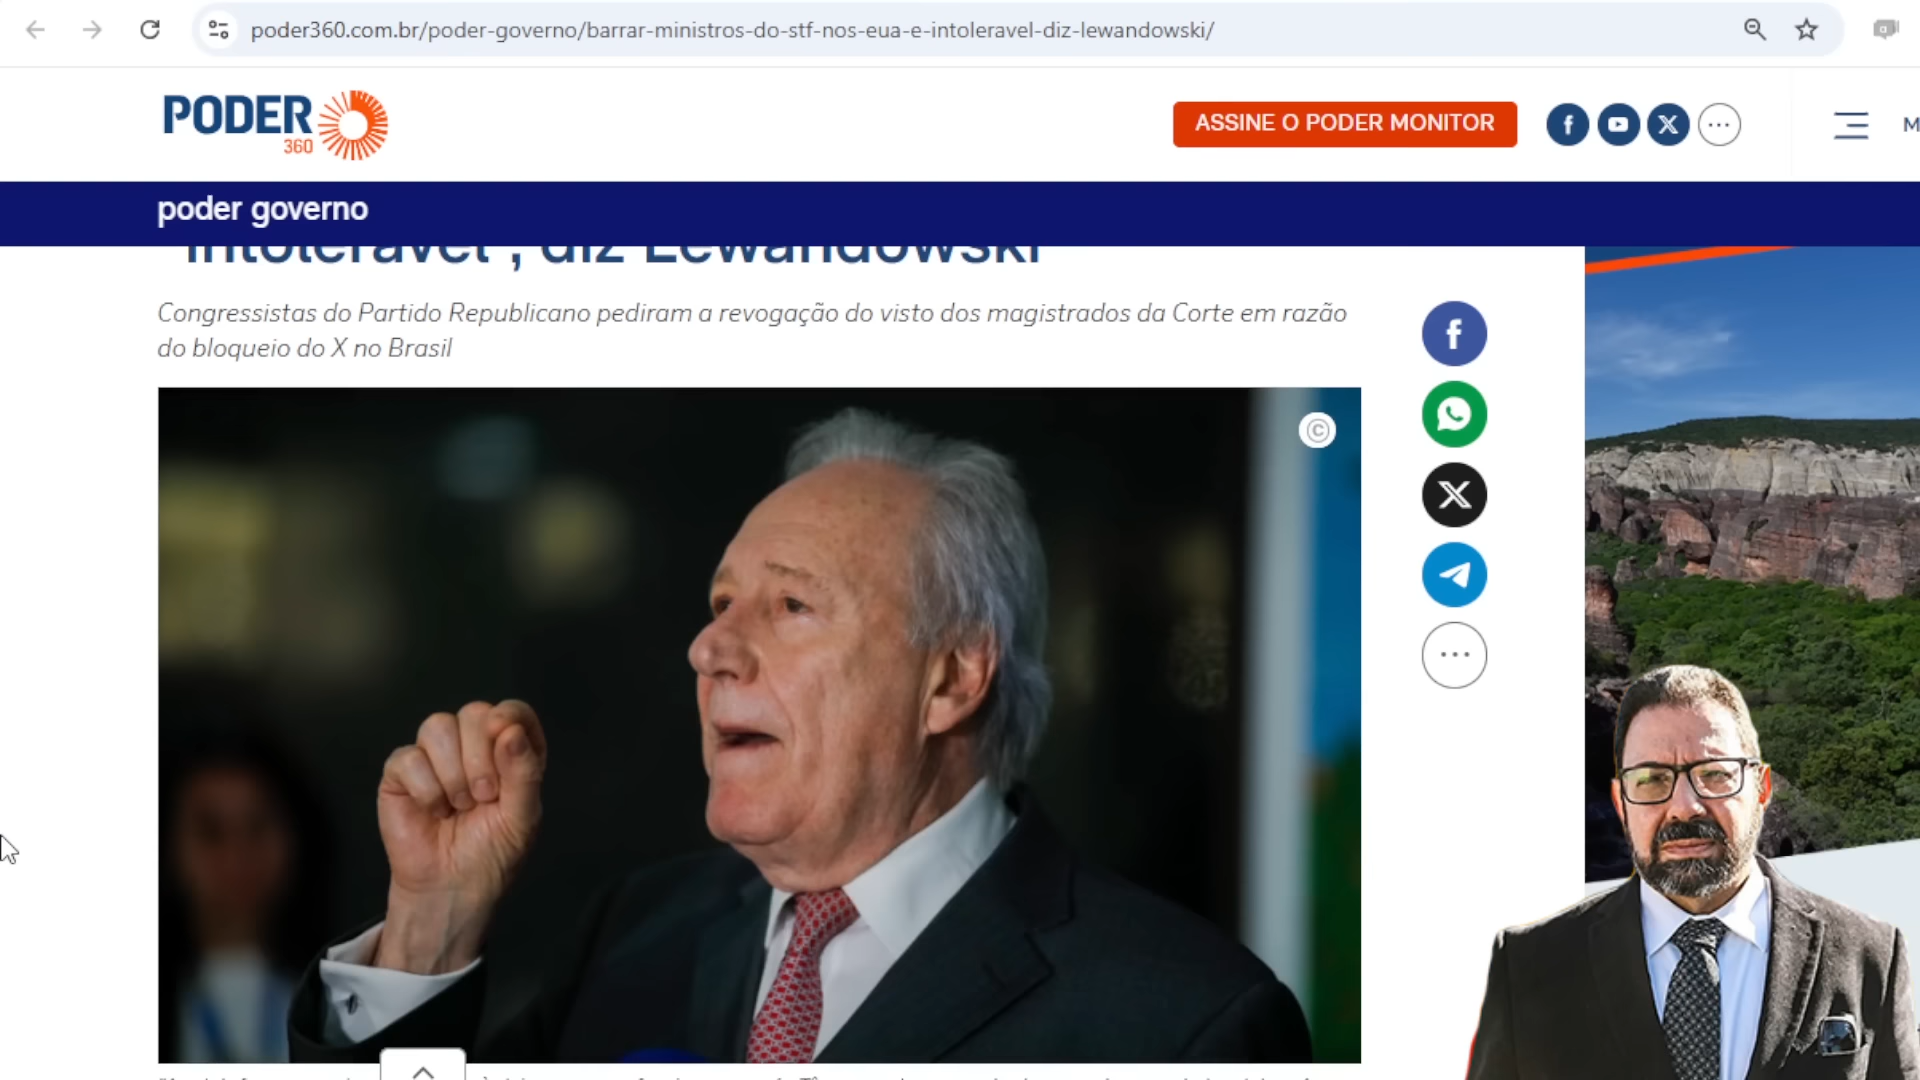 poder360.com.br/poder-governo/barrar-ministros-do-stf-nos-eua-e-intoleravel-diz-lewandowski/
PODER
360
ASSINE O PODER MONITOR
M
poder governo
"intolerável", diz Lewandowski
Congressistas do Partido Republicano pediram a revogação do visto dos magistrados da Corte em razão
do bloqueio do X no Brasil